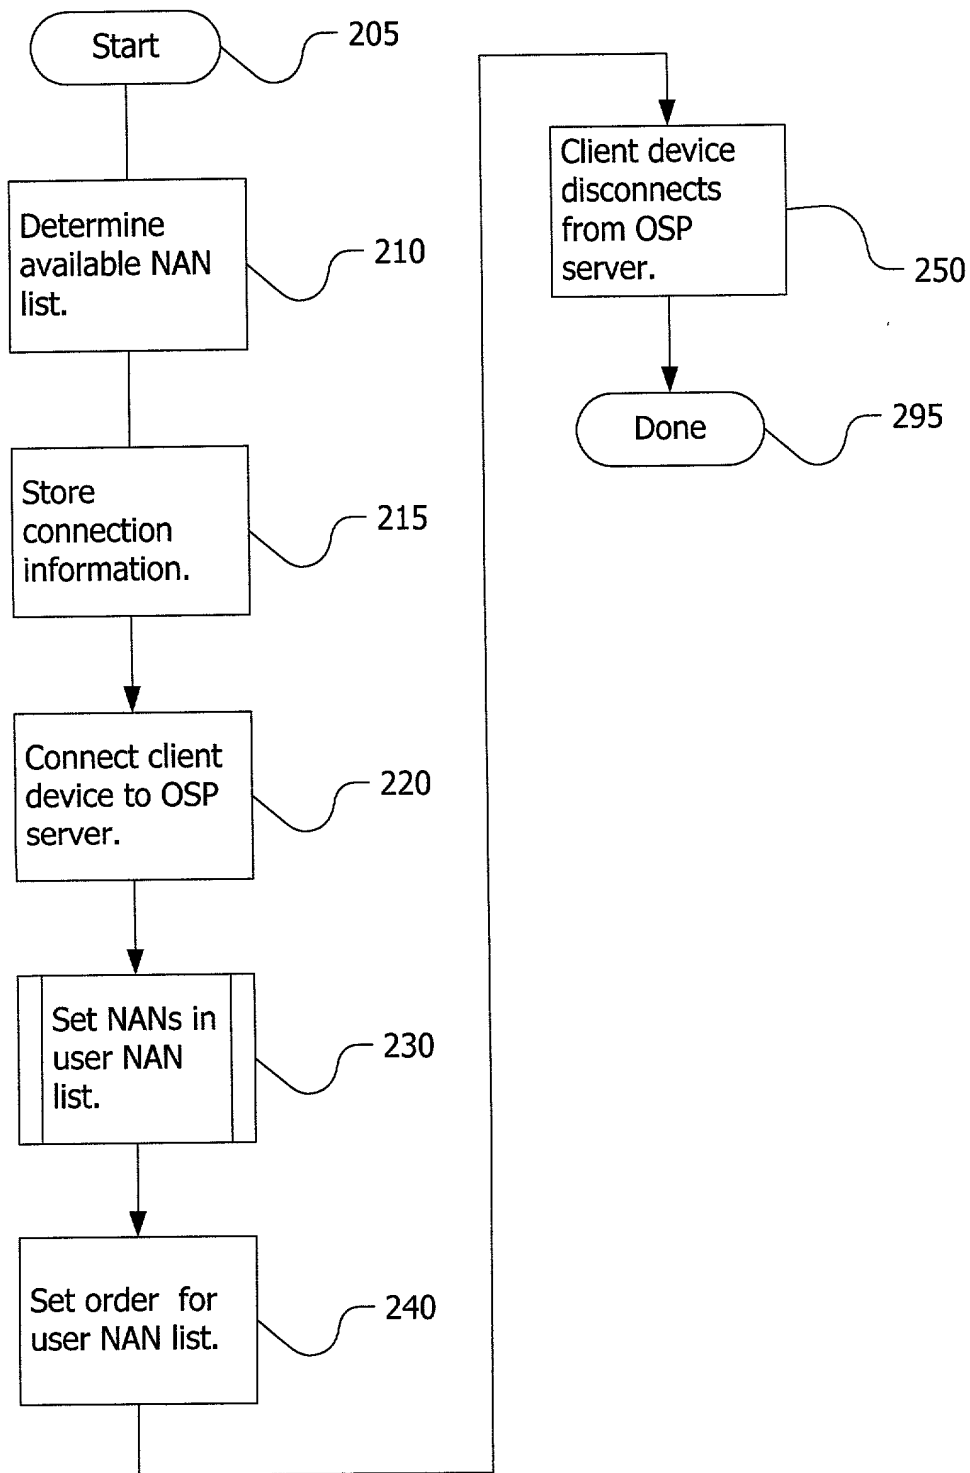 Start
205
Determine
available NAN
list.
210
Store
connection
information.
215
Connect client
device to OSP
server.
220
Set NANs in
user NAN
list.
230
Set order for
user NAN list.
240
Client device
disconnects
from OSP
server.
250
Done
295